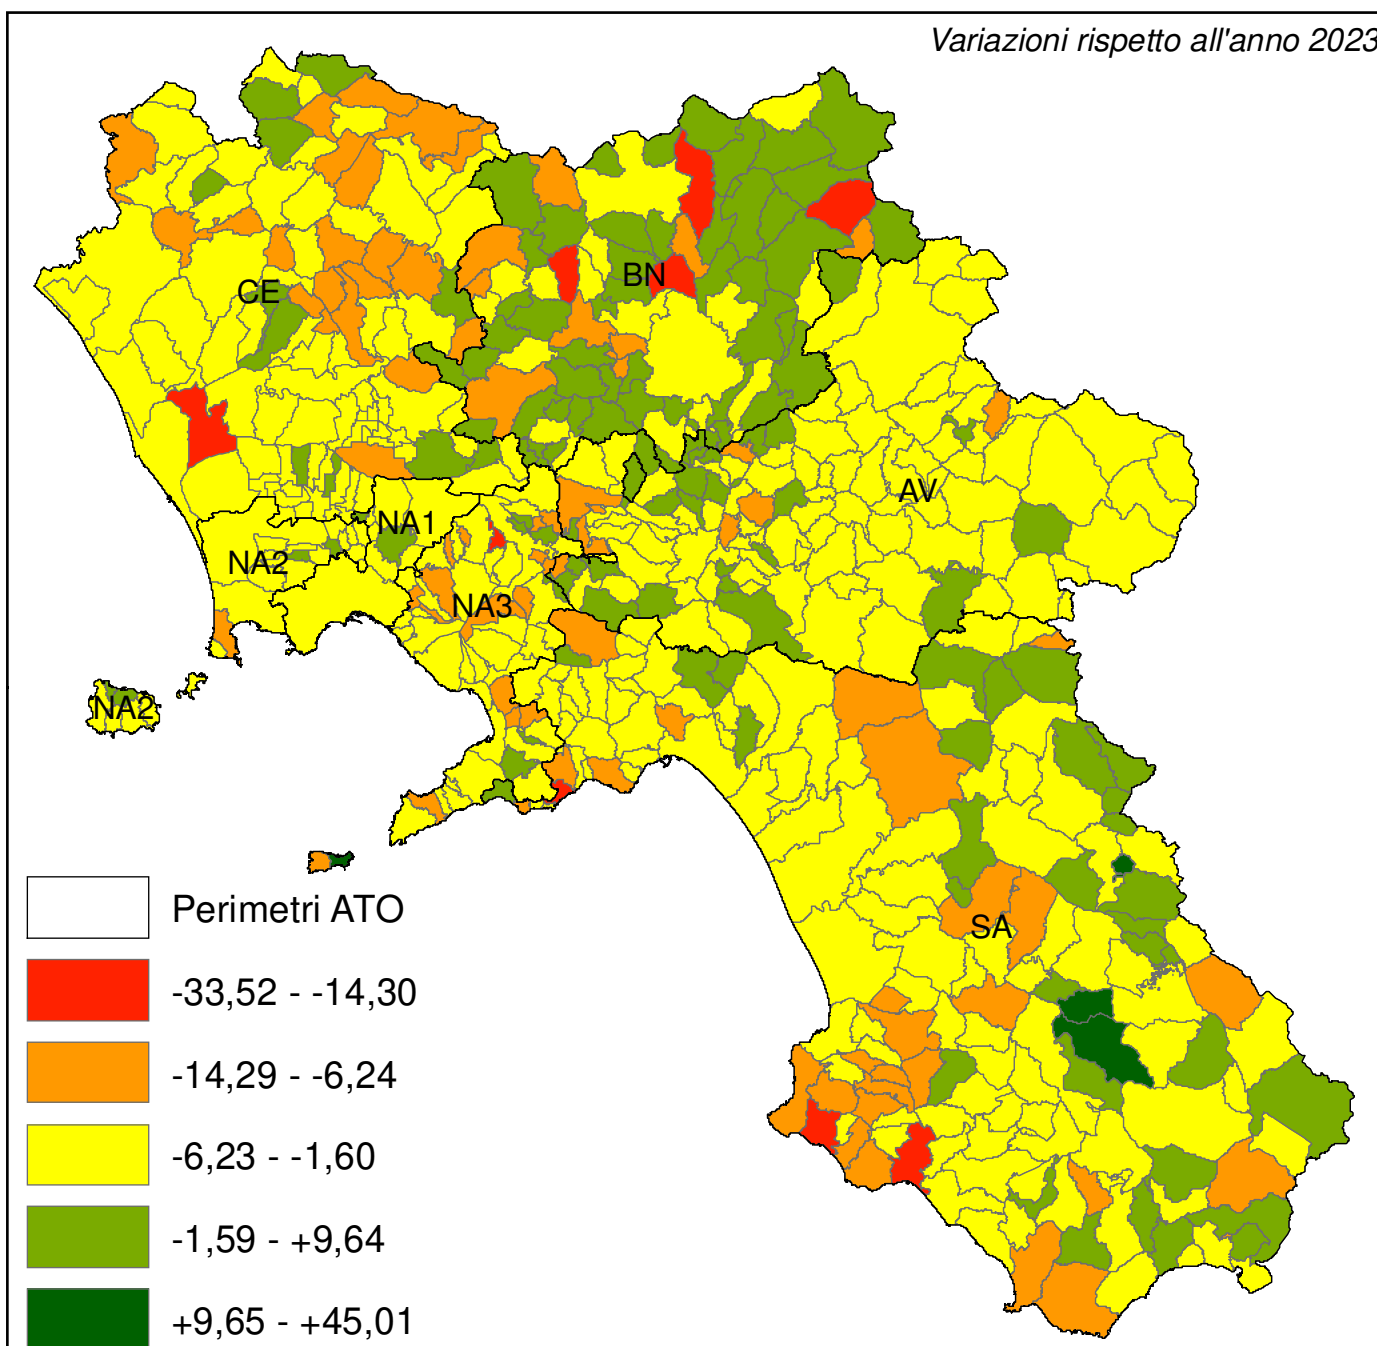 Variazioni rispetto all'anno 2023
CE
BN
AV
NA1
NA2
NA3
NA2
SA
Perimetri ATO
-33,52 - -14,30
-14,29 - -6,24
-6,23 - -1,60
-1,59 - +9,64
+9,65 - +45,01